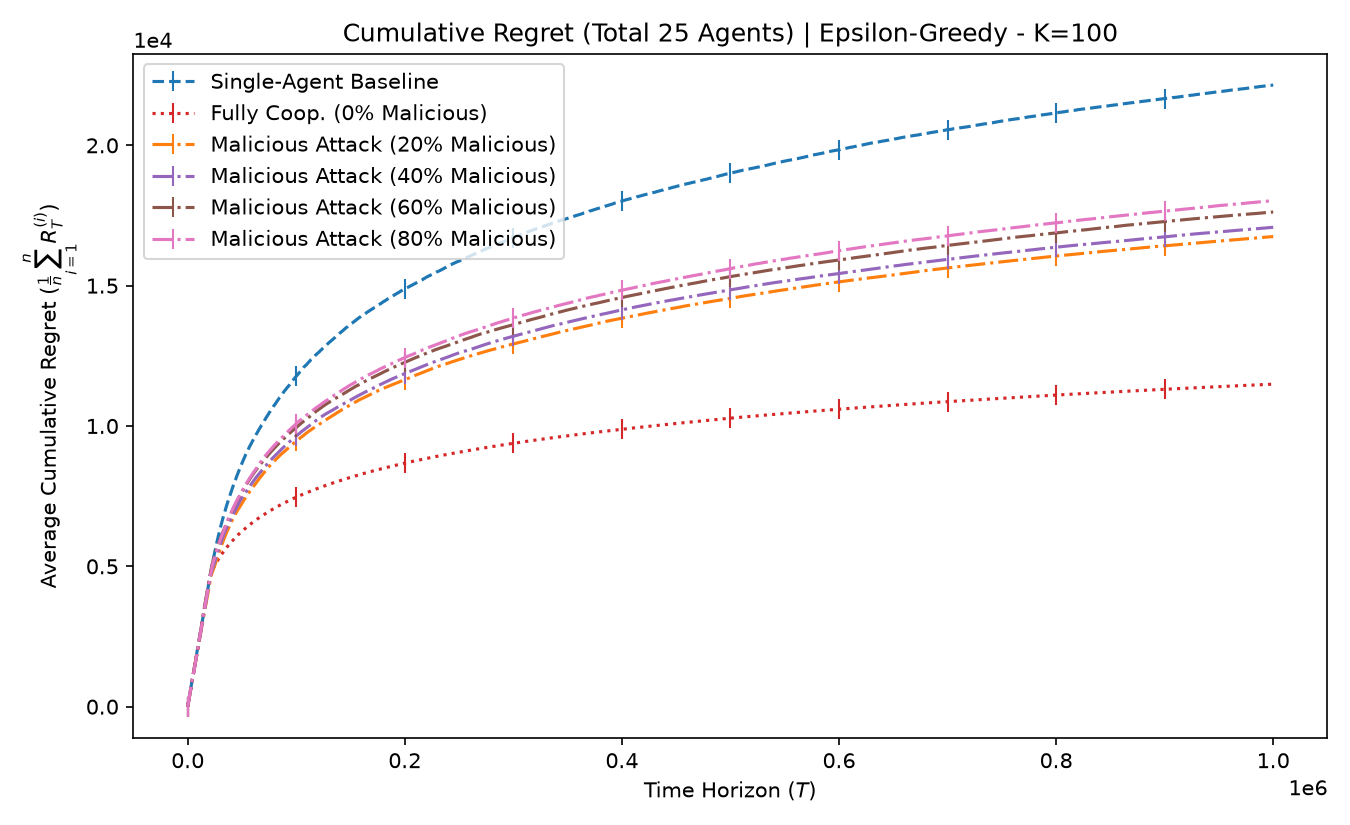 Cumulative Regret (Total 25 Agents) | Epsilon-Greedy - K=100
1e4
Single-Agent Baseline
Fully Coop. (0% Malicious)
Malicious Attack (20% Malicious)
Malicious Attack (40% Malicious)
Malicious Attack (60% Malicious)
Malicious Attack (80% Malicious)
2.0
1.5
1.0
0.5
0.0
Average Cumulative Regret ($\frac{1}{n}\sum_{i=1}^{n} R_T^{(i)}$)
0.0 0.2 0.4 0.6 0.8 1.0
1e6
Time Horizon (T)